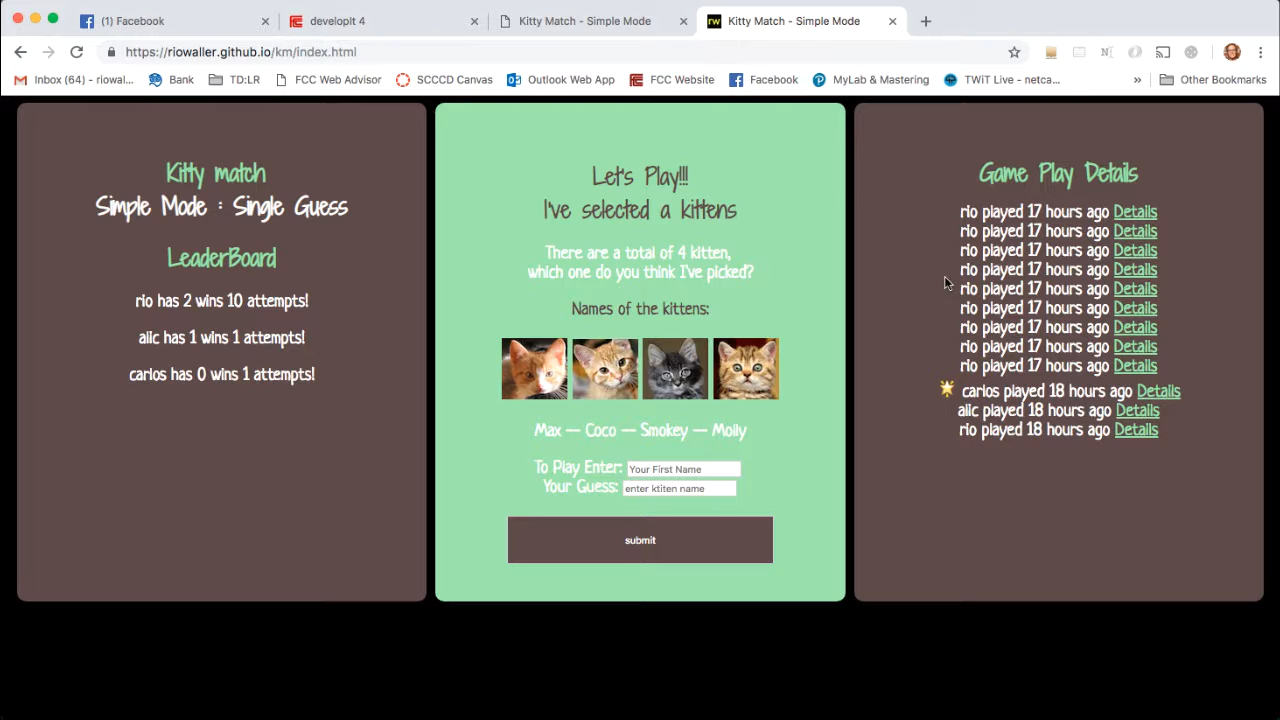 (1) Facebook
developIt 4
Kitty Match - Simple Mode
Kitty Match - Simple Mode
https://riowaller.github.io/km/index.html
Inbox (64) - riowal...
Bank
TD:LR
FCC Web Advisor
SCCCD Canvas
Outlook Web App
FCC Website
Facebook
MyLab & Mastering
TWiT Live - netca...
»
Other Bookmarks
Kitty match
Simple Mode : Single Guess
LeaderBoard
rio has 2 wins 10 attempts!
alic has 1 wins 1 attempts!
carlos has 0 wins 1 attempts!
Let's Play!!!
I've selected a kittens
There are a total of 4 kitten,
which one do you think I've picked?
Names of the kittens:
Max — Coco — Smokey — Molly
To Play Enter: Your First Name
Your Guess: enter ktiten name
submit
Game Play Details
rio played 17 hours ago Details
rio played 17 hours ago Details
rio played 17 hours ago Details
rio played 17 hours ago Details
rio played 17 hours ago Details
rio played 17 hours ago Details
rio played 17 hours ago Details
rio played 17 hours ago Details
rio played 17 hours ago Details
carlos played 18 hours ago Details
alic played 18 hours ago Details
rio played 18 hours ago Details